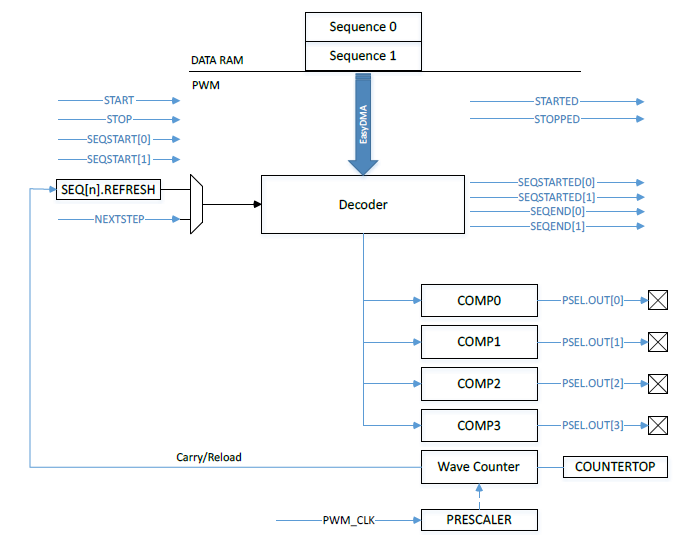 Sequence 0
Sequence 1
DATA RAM
PWM
EasyDMA
START
STOP
SEQSTART[0]
SEQSTART[1]
STARTED
STOPPED
SEQ[n].REFRESH
NEXTSTEP
Decoder
SEQSTARTED[0]
SEQSTARTED[1]
SEQEND[0]
SEQEND[1]
COMP0
PSEL.OUT[0]
COMP1
PSEL.OUT[1]
COMP2
PSEL.OUT[2]
COMP3
PSEL.OUT[3]
Carry/Reload
Wave Counter
COUNTERTOP
PWM_CLK
PRESCALER